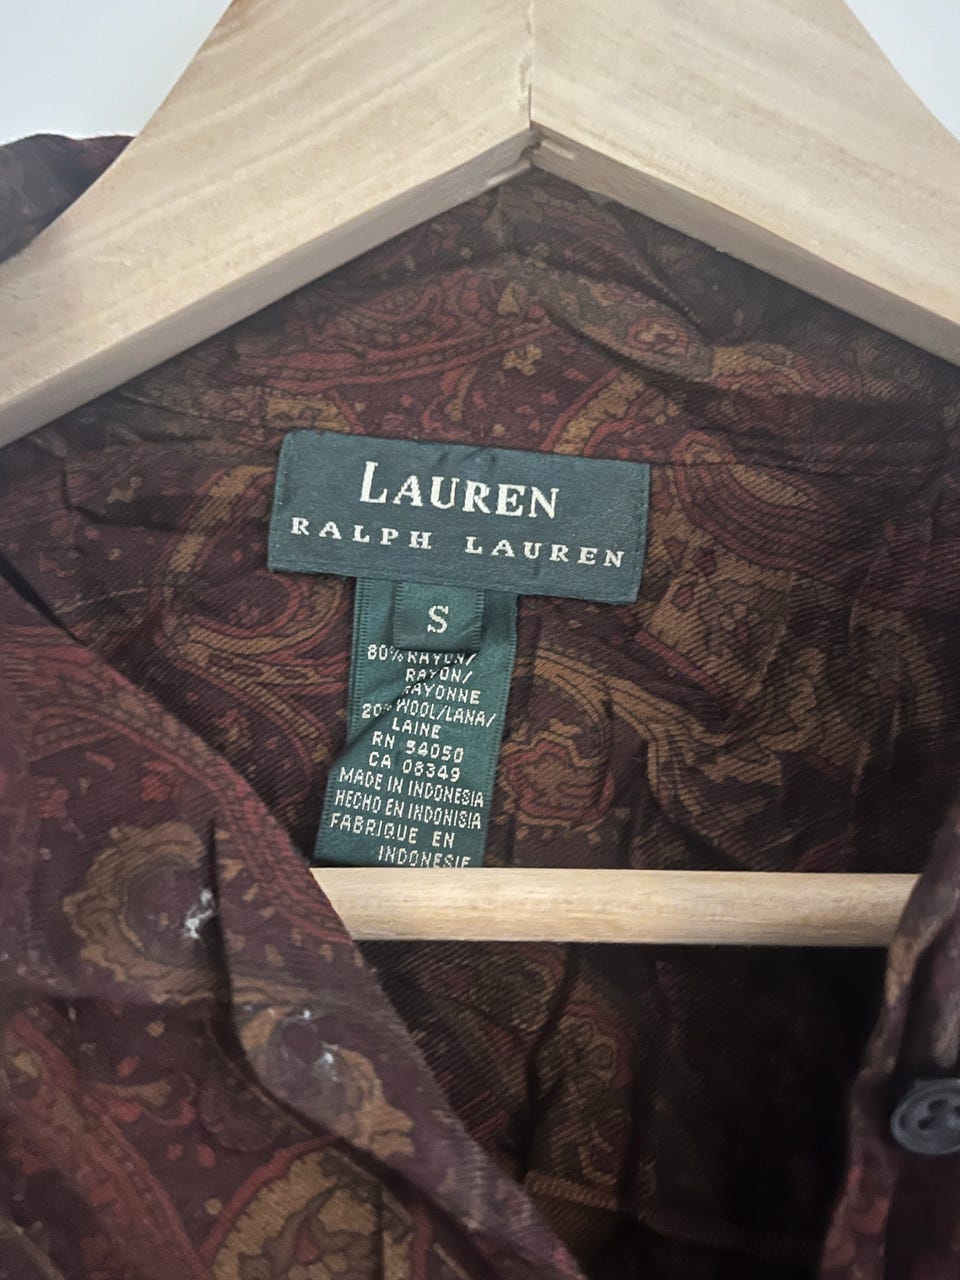 LAUREN
RALPH LAUREN
S
80% RAYON/
RAYON/
RAYONNE
20% WOOL/LANA/
LAINE
RN 54050
CA 08349
MADE IN INDONESIA
HECHO EN INDONISIA
FABRIQUE EN
INDONESIE